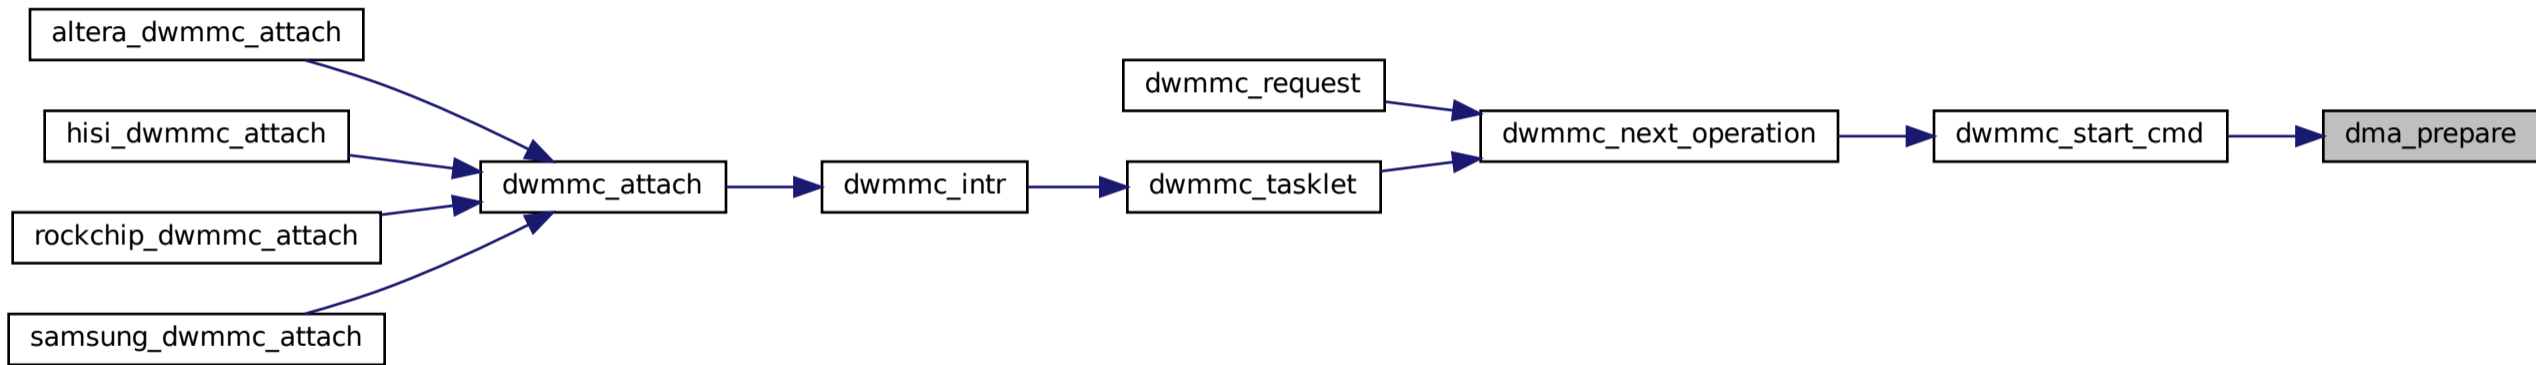 altera_dwmmc_attach
hisi_dwmmc_attach
rockchip_dwmmc_attach
samsung_dwmmc_attach
dwmmc_attach
dwmmc_intr
dwmmc_request
dwmmc_tasklet
dwmmc_next_operation
dwmmc_start_cmd
dma_prepare